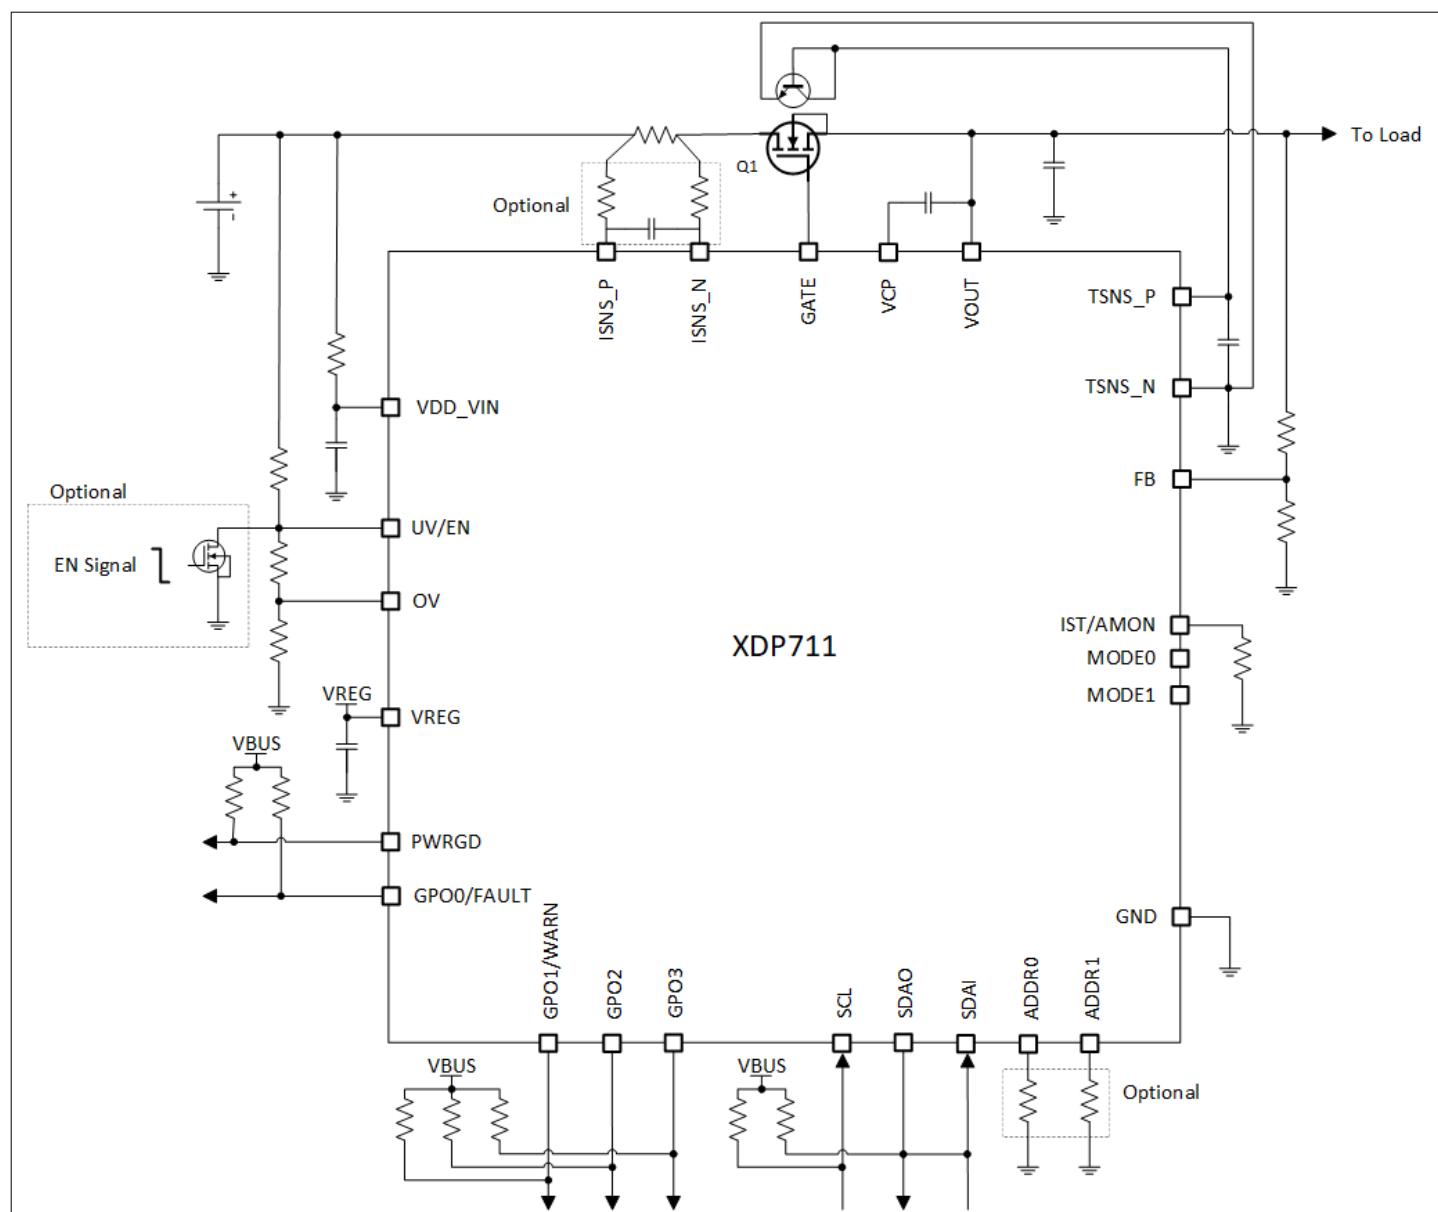 To Load
Q1
Optional
+
-
ISNS_P
ISNS_N
GATE
VCP
VOUT
TSNS_P
TSNS_N
VDD_VIN
FB
Optional
UV/EN
EN Signal
OV
IST/AMON
XDP711
MODE0
MODE1
VREG
VREG
VBUS
PWRGD
GPO0/FAULT
GND
GPO1/WARN
GPO2
GPO3
SCL
SDAO
SDAI
ADDR0
ADDR1
VBUS
VBUS
Optional